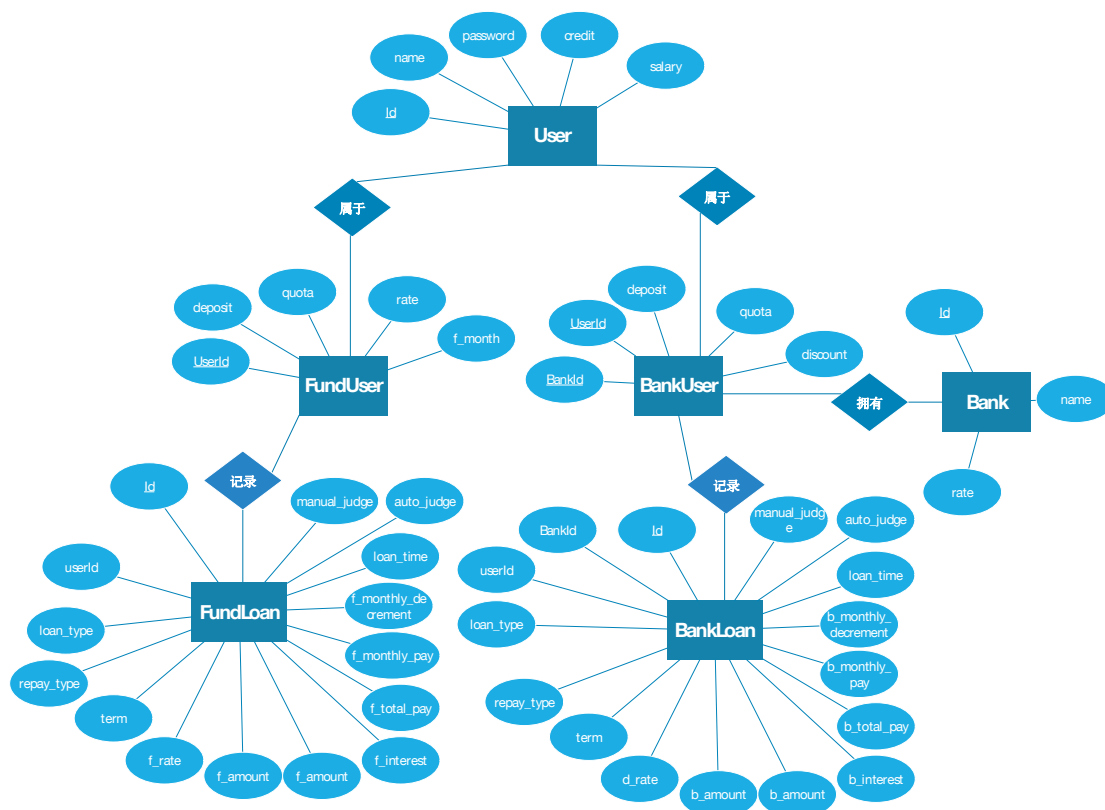 password
credit
name
salary
Id
User
属于
属于
deposit
quota
rate
f_month
UserId
FundUser
deposit
UserId
quota
BankId
discount
BankUser
拥有
Id
Bank
name
rate
记录
Id
manual_judge
auto_judge
userId
loan_time
FundLoan
f_monthly_de
crement
loan_type
f_monthly_pay
repay_type
f_total_pay
term
f_rate
f_amount
f_amount
f_interest
记录
BankId
Id
manual_judg
e
auto_judge
userId
loan_time
loan_type
BankLoan
b_monthly_
decrement
b_monthly_
pay
repay_type
b_total_pay
term
d_rate
b_amount
b_amount
b_interest